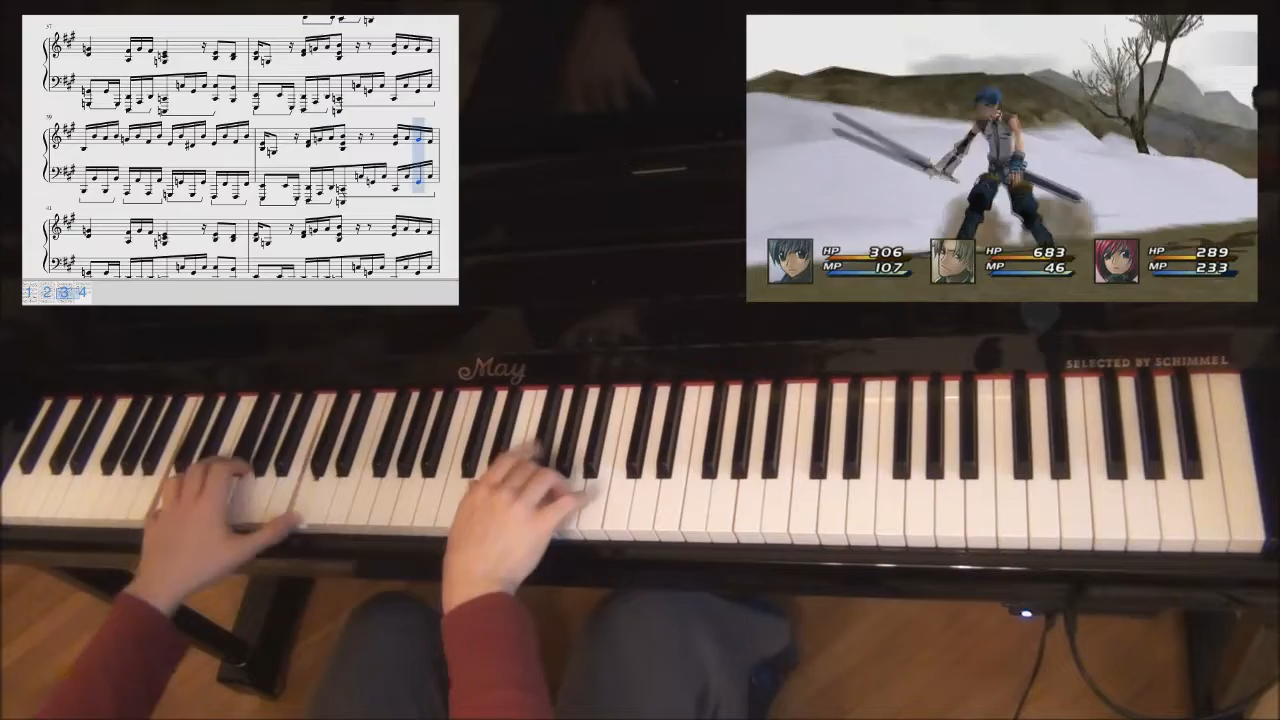 37
39
41
1 2 3 4
HP 306
MP 107
HP 683
MP 46
HP 289
MP 233
May
SELECTED BY SCHIMMEL